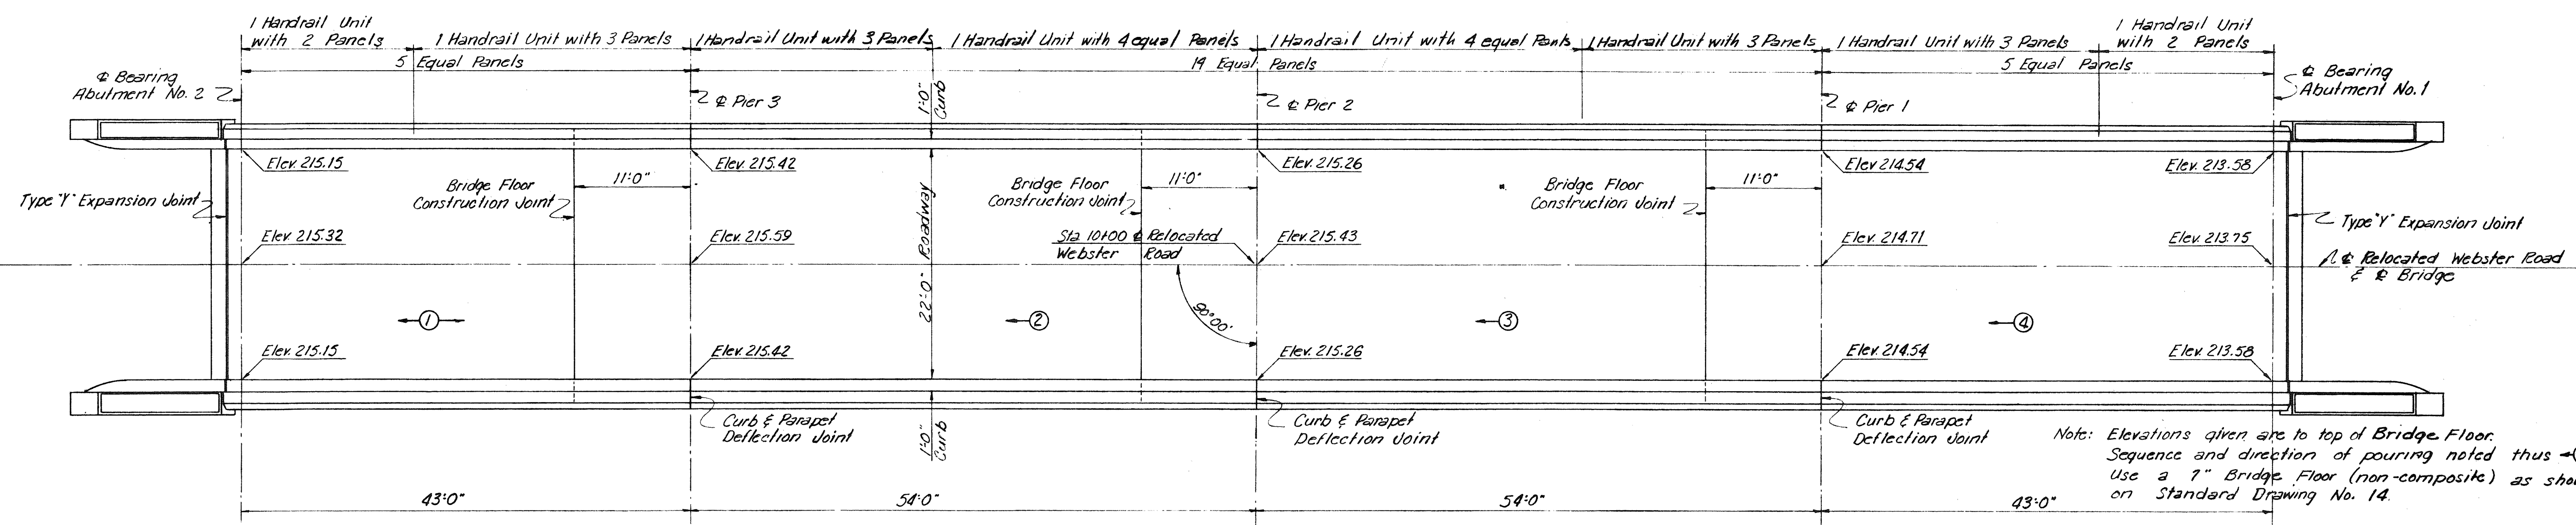 1 Handrail Unit
with 2 Panels
1 Handrail Unit with 3 Panels
1 Handrail Unit with 3 Panels
1 Handrail Unit with 4 equal Panels
1 Handrail Unit with 4 equal Panls
1 Handrail Unit with 3 Panels
1 Handrail Unit with 3 Panels
1 Handrail Unit
with 2 Panels
5 Equal Panels
14 Equal Panels
5 Equal Panels
℄ Bearing
Abutment No. 2
℄ Pier 3
1'-0"
Curb
℄ Pier 2
℄ Pier 1
℄ Bearing
Abutment No. 1
Elev. 215.15
Elev. 215.42
Elev. 215.26
Elev. 214.54
Elev. 213.58
Type "Y" Expansion Joint
Bridge Floor
Construction Joint
11'-0"
Bridge Floor
Construction Joint
11'-0"
Bridge Floor
Construction Joint
11'-0"
Type "Y" Expansion Joint
Elev. 215.32
Elev. 215.59
22'-0" Roadway
Sta. 10+00 ℄ Relocated
Webster Road
Elev. 215.43
Elev. 214.71
Elev. 213.75
℄ Relocated Webster Road
& ℄ Bridge
90°00'
1
2
3
4
Elev. 215.15
Elev. 215.42
Elev. 215.26
Elev. 214.54
Elev. 213.58
Curb & Parapet
Deflection Joint
1'-0"
Curb
Curb & Parapet
Deflection Joint
Curb & Parapet
Deflection Joint
Note: Elevations given are to top of Bridge Floor.
Sequence and direction of pouring noted thus
Use a 7" Bridge Floor (non-composite) as sho
on Standard Drawing No. 14.
43'-0"
54'-0"
54'-0"
43'-0"